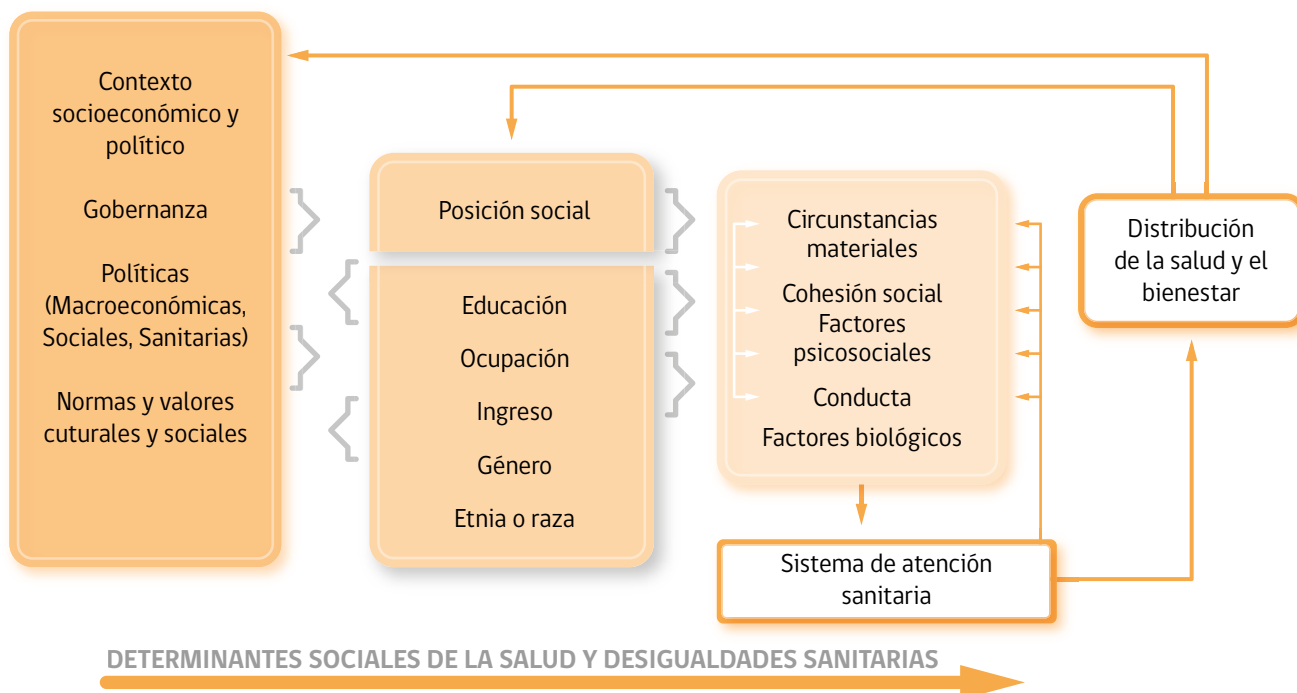 Contexto
socioeconómico y
político
Gobernanza
Políticas
(Macroeconómicas,
Sociales, Sanitarias)
Normas y valores
cuturales y sociales
Posición social
Educación
Ocupación
Ingreso
Género
Etnia o raza
Circunstancias
materiales
Cohesión social
Factores
psicosociales
Conducta
Factores biológicos
Sistema de atención
sanitaria
Distribución
de la salud y el
bienestar
DETERMINANTES SOCIALES DE LA SALUD Y DESIGUALDADES SANITARIAS